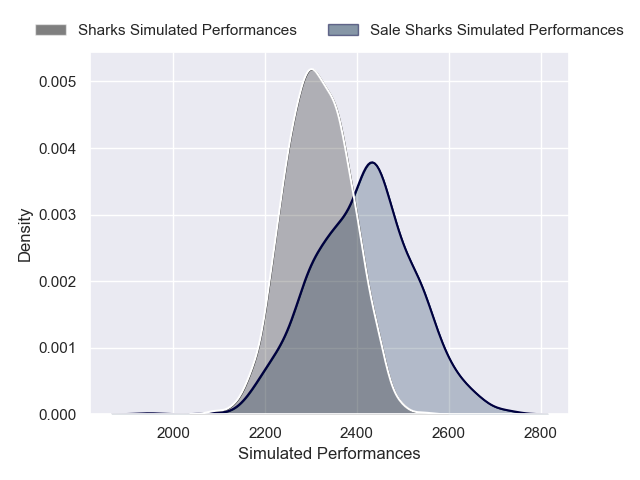 Sharks Simulated Performances
Sale Sharks Simulated Performances
0.005
0.004
0.003
0.002
0.001
0.000
Density
2000
2200
2400
2600
2800
Simulated Performances